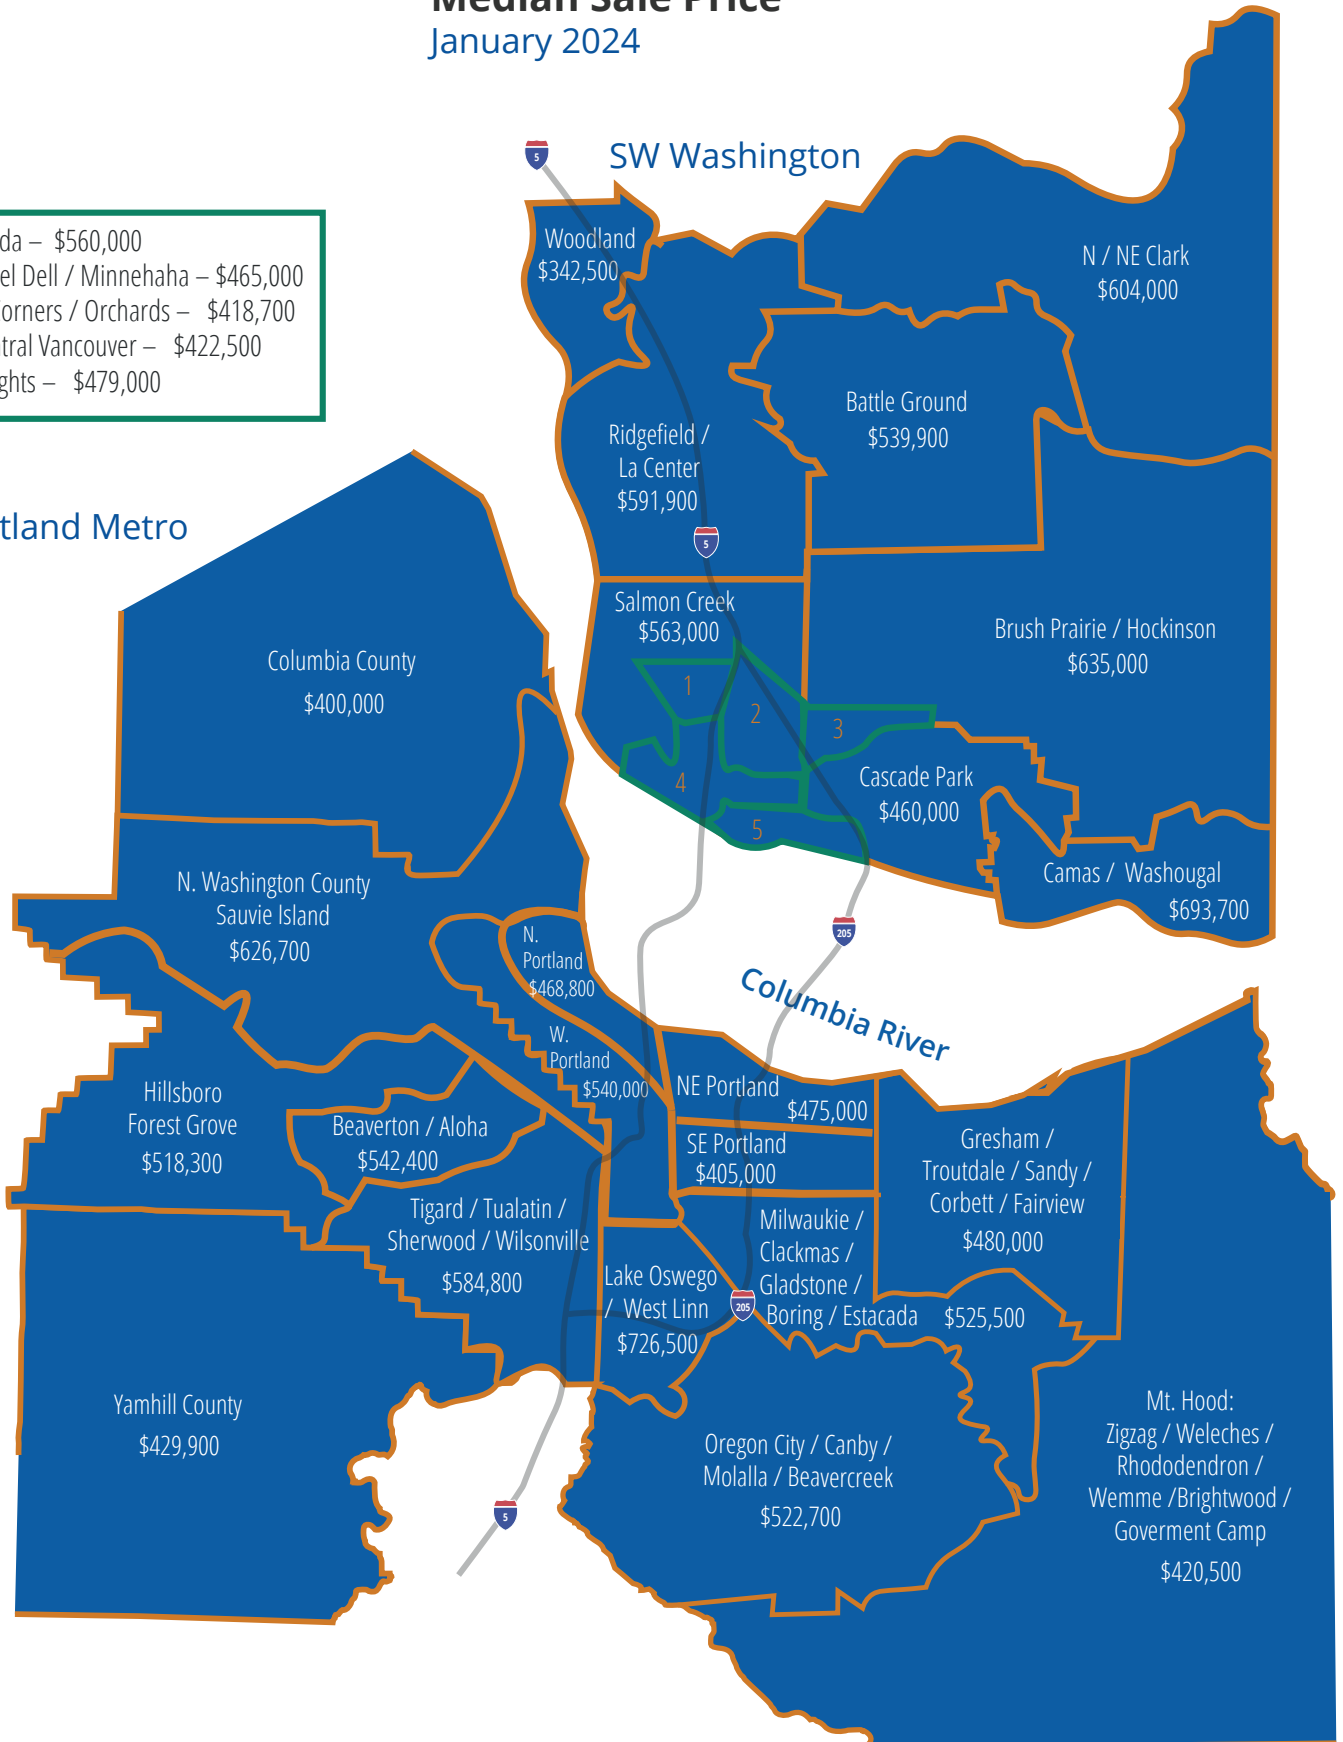 Median Sale Price
January 2024
5
SW Washington
da – $560,000
el Dell / Minnehaha – $465,000
orners / Orchards – $418,700
tral Vancouver – $422,500
ghts – $479,000
Woodland
$342,500
N / NE Clark
$604,000
Battle Ground
$539,900
Ridgefield /
La Center
$591,900
5
tland Metro
Salmon Creek
$563,000
Brush Prairie / Hockinson
$635,000
Columbia County
$400,000
1
2
3
4
5
Cascade Park
$460,000
Camas / Washougal
$693,700
N. Washington County
Sauvie Island
$626,700
N.
Portland
$468,800
205
Columbia River
W.
Portland
$540,000
NE Portland
$475,000
Hillsboro
Forest Grove
$518,300
Beaverton / Aloha
$542,400
SE Portland
$405,000
Gresham /
Troutdale / Sandy /
Corbett / Fairview
$480,000
Tigard / Tualatin /
Sherwood / Wilsonville
$584,800
Milwaukie /
Clackmas /
Gladstone /
Boring / Estacada $525,500
Lake Oswego
/ West Linn
$726,500
205
Yamhill County
$429,900
Oregon City / Canby /
Molalla / Beavercreek
$522,700
Mt. Hood:
Zigzag / Weleches /
Rhododendron /
Wemme /Brightwood /
Goverment Camp
$420,500
5